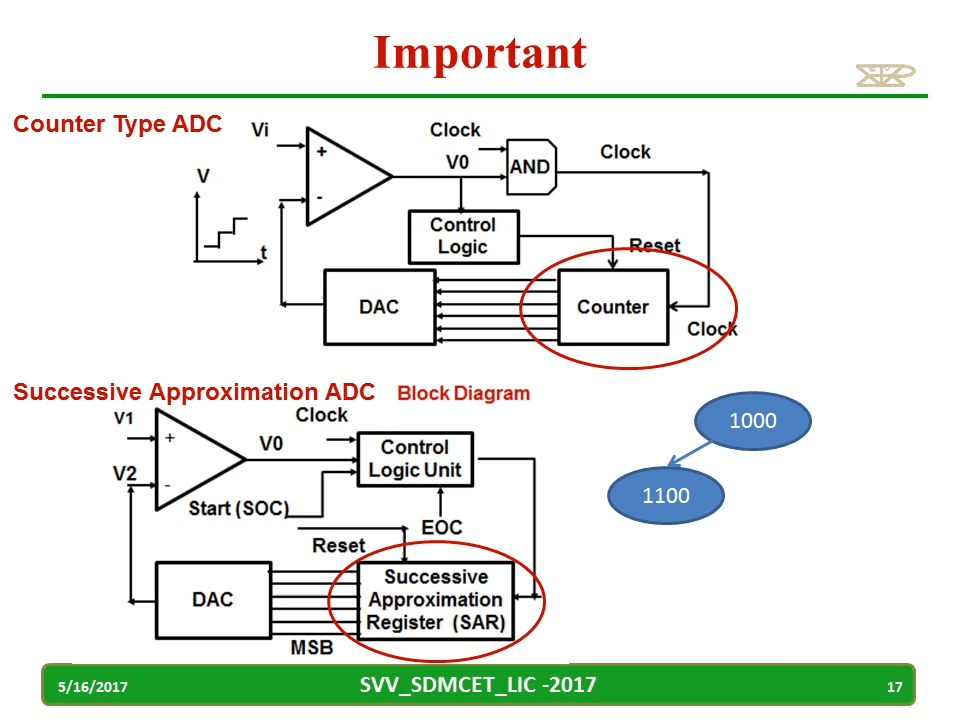 Important
Counter Type ADC
Vi
+
-
V
t
Clock
V0
AND
Clock
Control
Logic
Reset
DAC
Counter
Clock
Successive Approximation ADC
Block Diagram
V1
+
V2
-
V0
Clock
Control
Logic Unit
Start (SOC)
EOC
Reset
DAC
Successive
Approximation
Register (SAR)
MSB
1000
1100
5/16/2017
SVV_SDMCET_LIC -2017
17